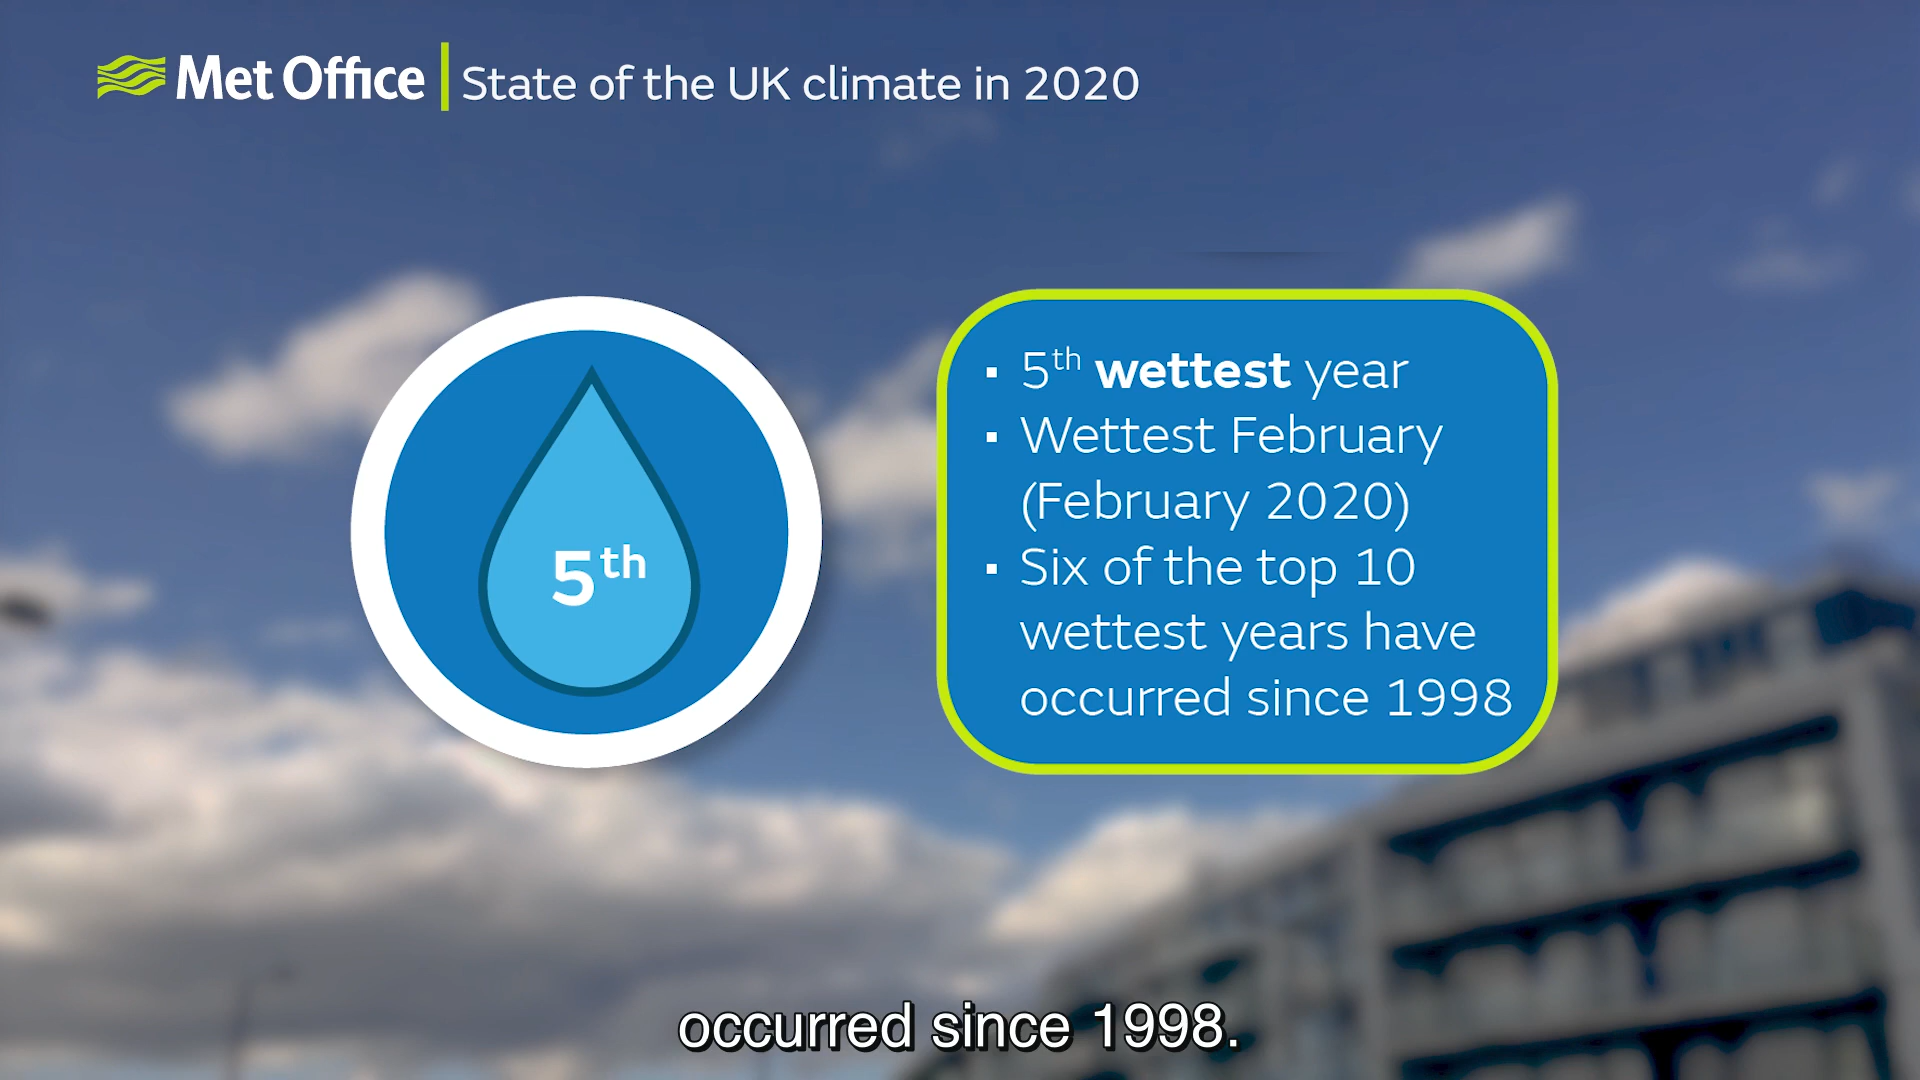 Met Office | State of the UK climate in 2020
5th
▪ 5th wettest year
▪ Wettest February
(February 2020)
▪ Six of the top 10
wettest years have
occurred since 1998
occurred since 1998.